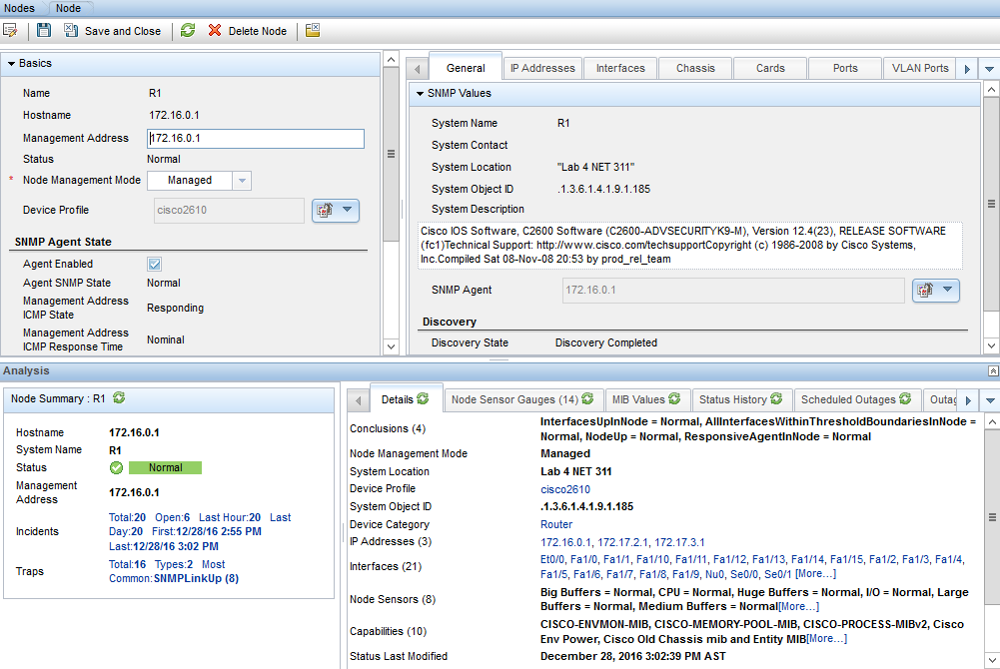 Nodes Node
Save and Close Delete Node
Basics
Name R1
Hostname 172.16.0.1
Management Address 172.16.0.1
Status Normal
* Node Management Mode Managed
Device Profile cisco2610
SNMP Agent State
Agent Enabled
Agent SNMP State Normal
Management Address
ICMP State Responding
Management Address
ICMP Response Time Nominal
General IP Addresses Interfaces Chassis Cards Ports VLAN Ports
SNMP Values
System Name R1
System Contact
System Location "Lab 4 NET 311"
System Object ID .1.3.6.1.4.1.9.1.185
System Description
Cisco IOS Software, C2600 Software (C2600-ADVSECURITYK9-M), Version 12.4(23), RELEASE SOFTWARE
(fc1)Technical Support: http://www.cisco.com/techsupportCopyright (c) 1986-2008 by Cisco Systems,
Inc.Compiled Sat 08-Nov-08 20:53 by prod_rel_team
SNMP Agent 172.16.0.1
Discovery
Discovery State Discovery Completed
Analysis
Node Summary : R1
Hostname 172.16.0.1
System Name R1
Status Normal
Management
Address 172.16.0.1
Incidents Total:20 Open:6 Last Hour:20 Last
Day:20 First:12/28/16 2:55 PM
Last:12/28/16 3:02 PM
Traps Total:16 Types:2 Most
Common:SNMPLinkUp (8)
Details Node Sensor Gauges (14) MIB Values Status History Scheduled Outages Outag
Conclusions (4) InterfacesUpInNode = Normal, AllInterfacesWithinThresholdBoundariesInNode =
Normal, NodeUp = Normal, ResponsiveAgentInNode = Normal
Node Management Mode Managed
System Location Lab 4 NET 311
Device Profile cisco2610
System Object ID .1.3.6.1.4.1.9.1.185
Device Category Router
IP Addresses (3) 172.16.0.1, 172.17.2.1, 172.17.3.1
Interfaces (21) Et0/0, Fa1/0, Fa1/1, Fa1/10, Fa1/11, Fa1/12, Fa1/13, Fa1/14, Fa1/15, Fa1/2, Fa1/3, Fa1/4,
Fa1/5, Fa1/6, Fa1/7, Fa1/8, Fa1/9, Nu0, Se0/0, Se0/1 [More...]
Node Sensors (8) Big Buffers = Normal, CPU = Normal, Huge Buffers = Normal, I/O = Normal, Large
Buffers = Normal, Medium Buffers = Normal[More...]
Capabilities (10) CISCO-ENVMON-MIB, CISCO-MEMORY-POOL-MIB, CISCO-PROCESS-MIBv2, Cisco
Env Power, Cisco Old Chassis mib and Entity MIB[More...]
Status Last Modified December 28, 2016 3:02:39 PM AST